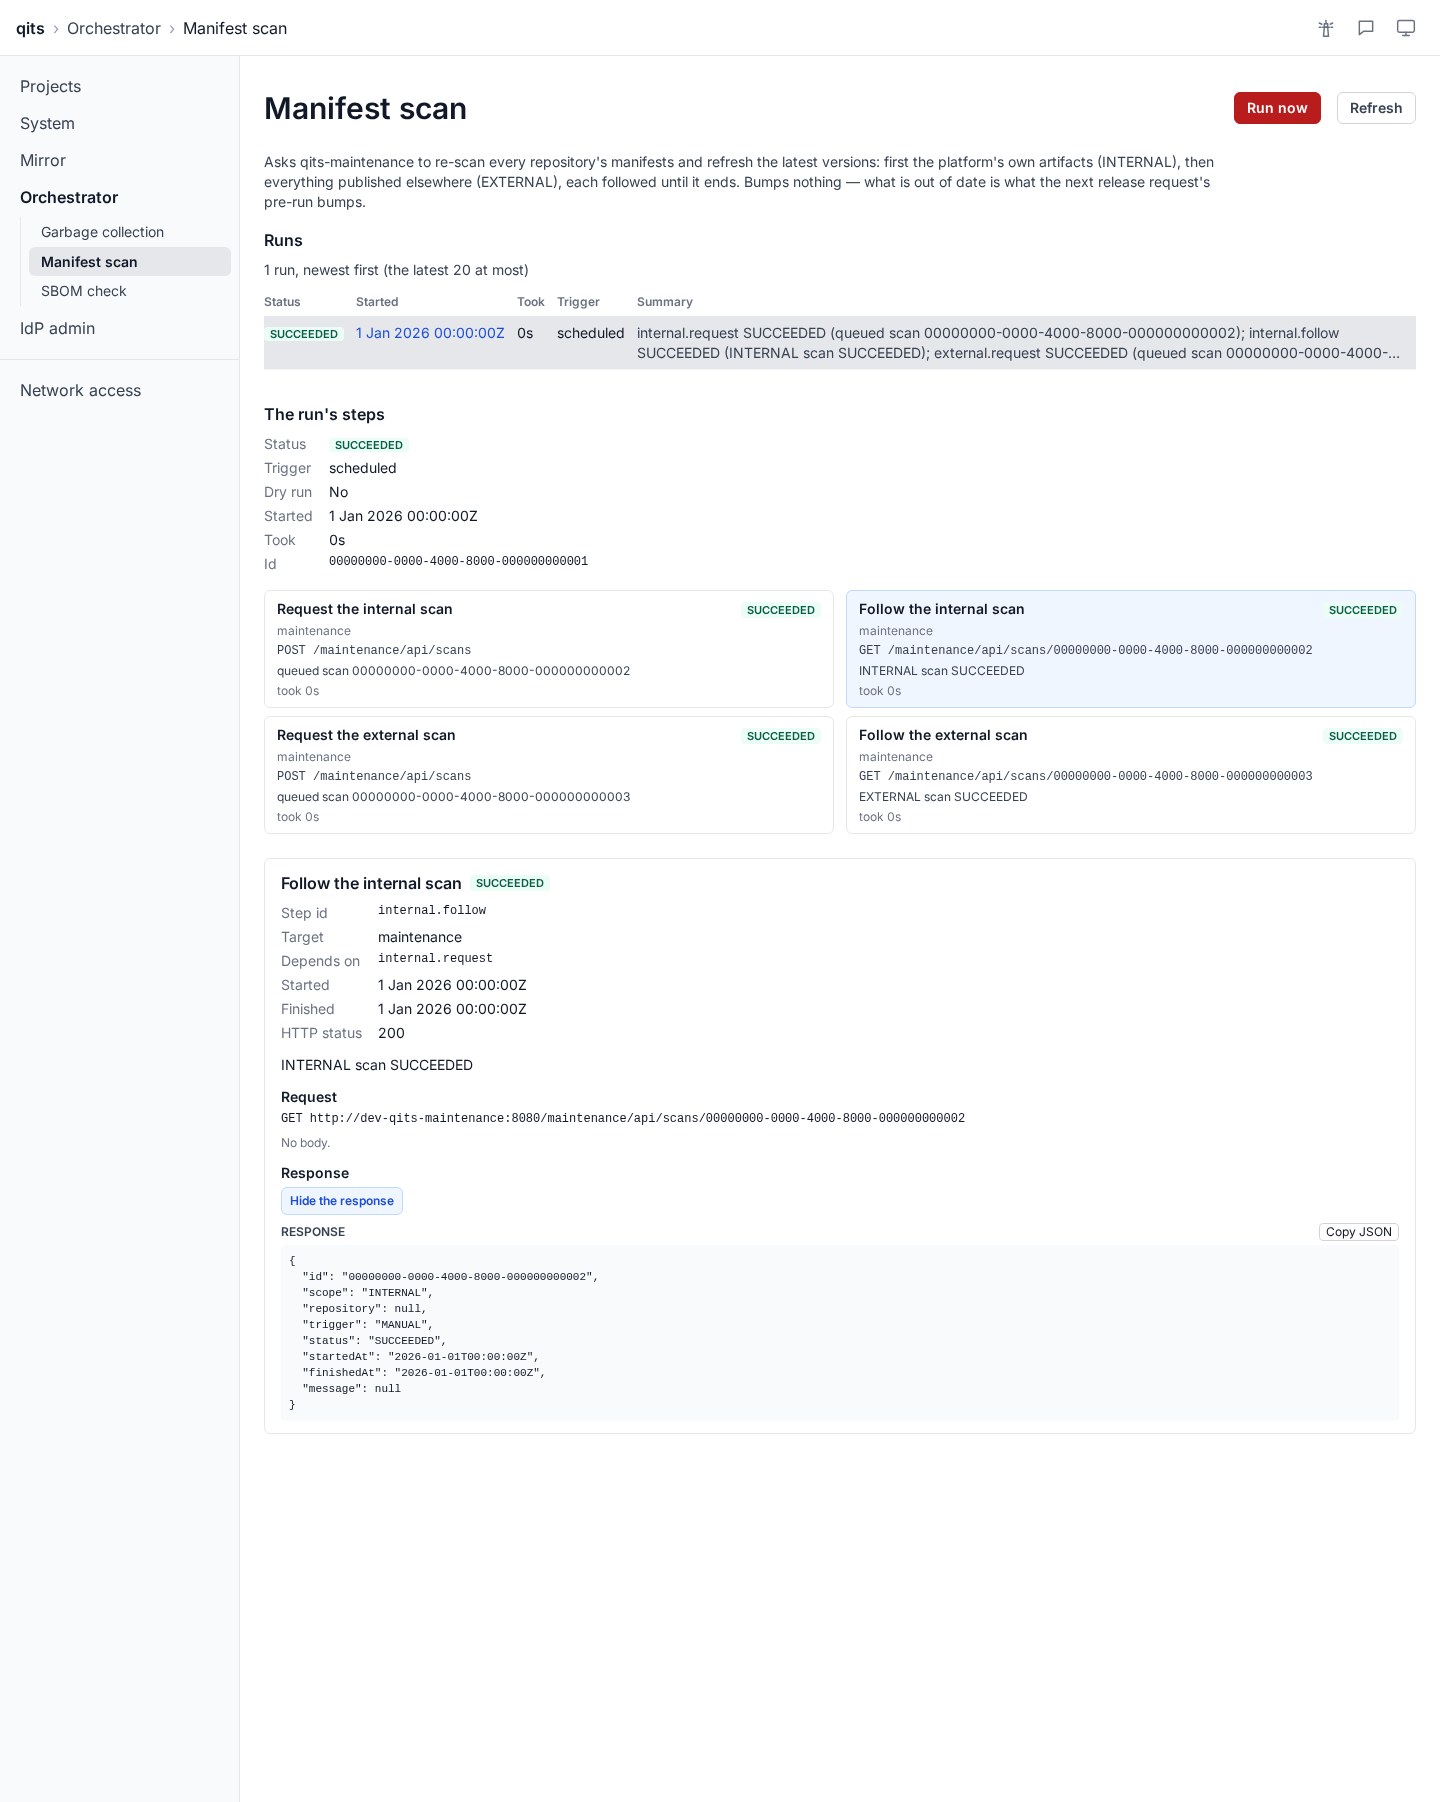 qits › Orchestrator › Manifest scan
Projects
System
Mirror
Orchestrator
Garbage collection
Manifest scan
SBOM check
IdP admin
Network access
Manifest scan
Run now
Refresh
Asks qits-maintenance to re-scan every repository's manifests and refresh the latest versions: first the platform's own artifacts (INTERNAL), then
everything published elsewhere (EXTERNAL), each followed until it ends. Bumps nothing — what is out of date is what the next release request's
pre-run bumps.
Runs
1 run, newest first (the latest 20 at most)
Status Started Took Trigger Summary
SUCCEEDED 1 Jan 2026 00:00:00Z 0s scheduled internal.request SUCCEEDED (queued scan 00000000-0000-4000-8000-000000000002); internal.follow
SUCCEEDED (INTERNAL scan SUCCEEDED); external.request SUCCEEDED (queued scan 00000000-0000-4000-...
The run's steps
Status SUCCEEDED
Trigger scheduled
Dry run No
Started 1 Jan 2026 00:00:00Z
Took 0s
Id 00000000-0000-4000-8000-000000000001
Request the internal scan SUCCEEDED
maintenance
POST /maintenance/api/scans
queued scan 00000000-0000-4000-8000-000000000002
took 0s
Follow the internal scan SUCCEEDED
maintenance
GET /maintenance/api/scans/00000000-0000-4000-8000-000000000002
INTERNAL scan SUCCEEDED
took 0s
Request the external scan SUCCEEDED
maintenance
POST /maintenance/api/scans
queued scan 00000000-0000-4000-8000-000000000003
took 0s
Follow the external scan SUCCEEDED
maintenance
GET /maintenance/api/scans/00000000-0000-4000-8000-000000000003
EXTERNAL scan SUCCEEDED
took 0s
Follow the internal scan SUCCEEDED
Step id internal.follow
Target maintenance
Depends on internal.request
Started 1 Jan 2026 00:00:00Z
Finished 1 Jan 2026 00:00:00Z
HTTP status 200
INTERNAL scan SUCCEEDED
Request
GET http://dev-qits-maintenance:8080/maintenance/api/scans/00000000-0000-4000-8000-000000000002
No body.
Response
Hide the response
RESPONSE
Copy JSON
{
  "id": "00000000-0000-4000-8000-000000000002",
  "scope": "INTERNAL",
  "repository": null,
  "trigger": "MANUAL",
  "status": "SUCCEEDED",
  "startedAt": "2026-01-01T00:00:00Z",
  "finishedAt": "2026-01-01T00:00:00Z",
  "message": null
}